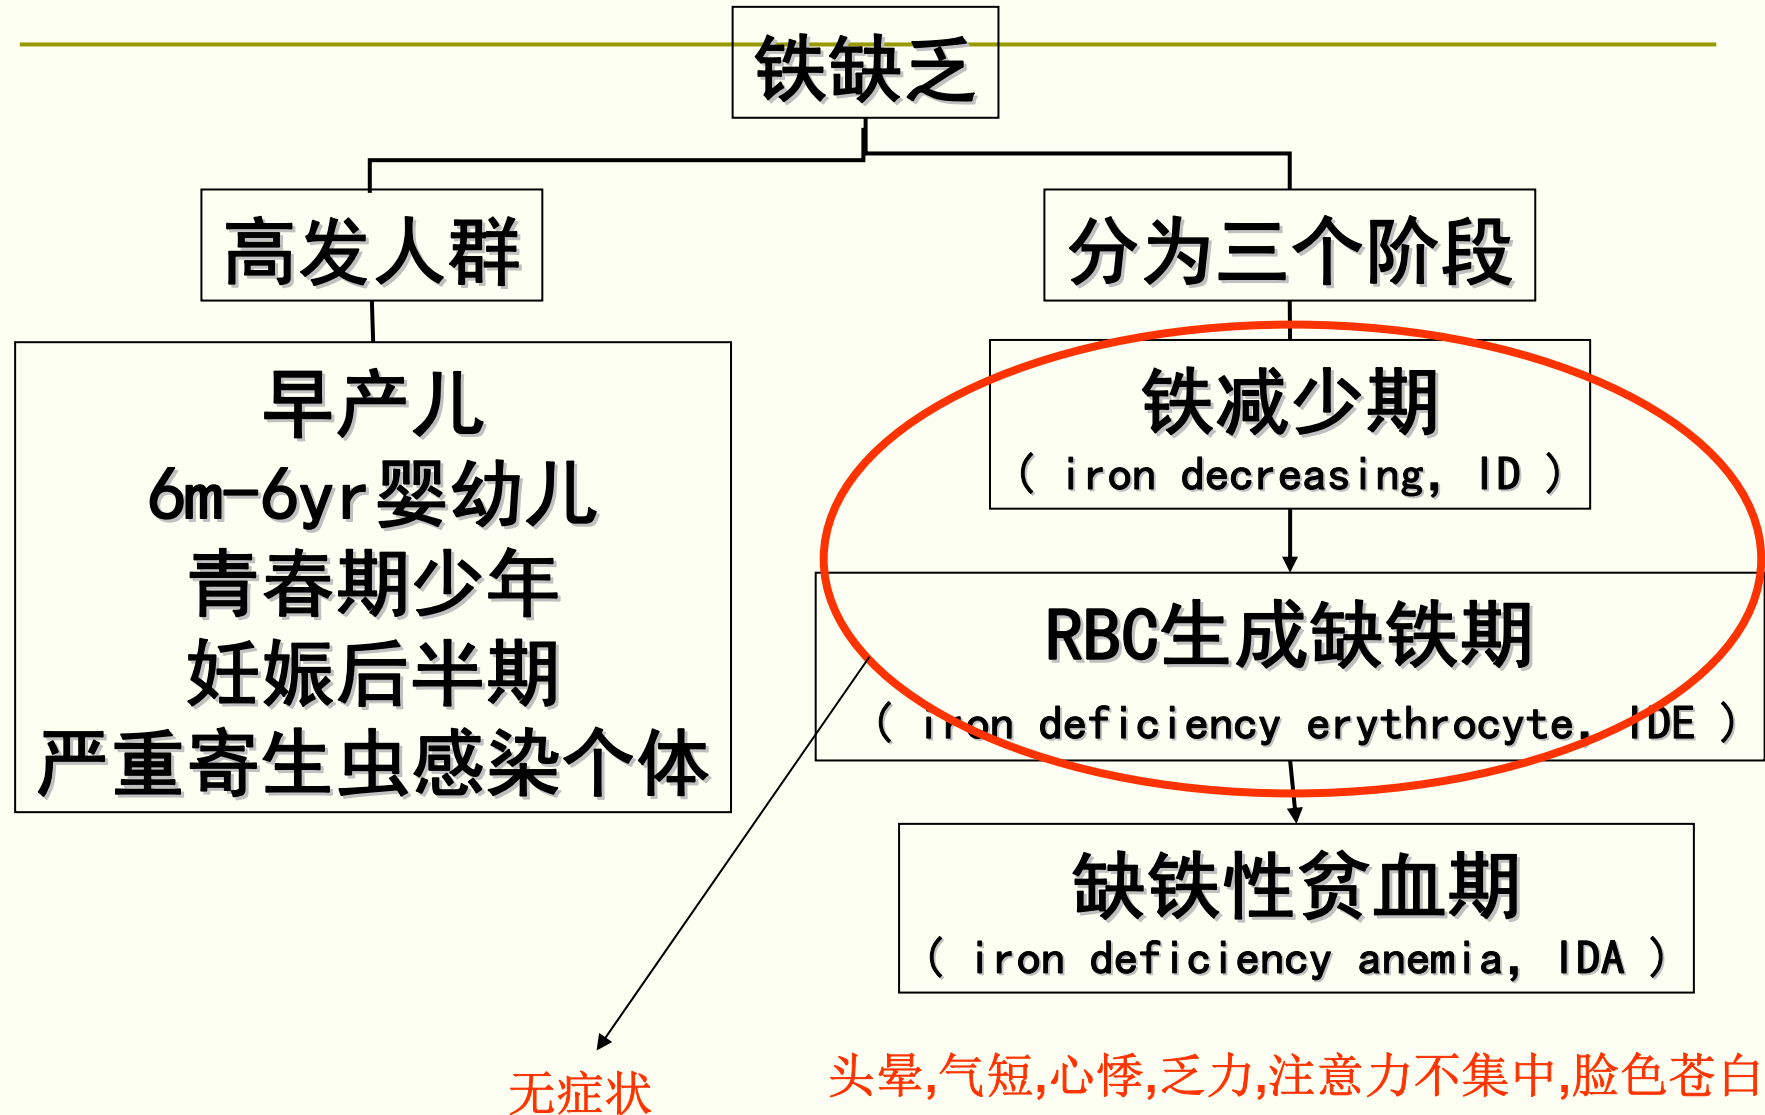 铁缺乏
高发人群
早产儿
6m-6yr婴幼儿
青春期少年
妊娠后半期
严重寄生虫感染个体
分为三个阶段
铁减少期
( iron decreasing, ID )
RBC生成缺铁期
( iron deficiency erythrocyte, IDE )
缺铁性贫血期
( iron deficiency anemia, IDA )
无症状
头晕,气短,心悸,乏力,注意力不集中,脸色苍白